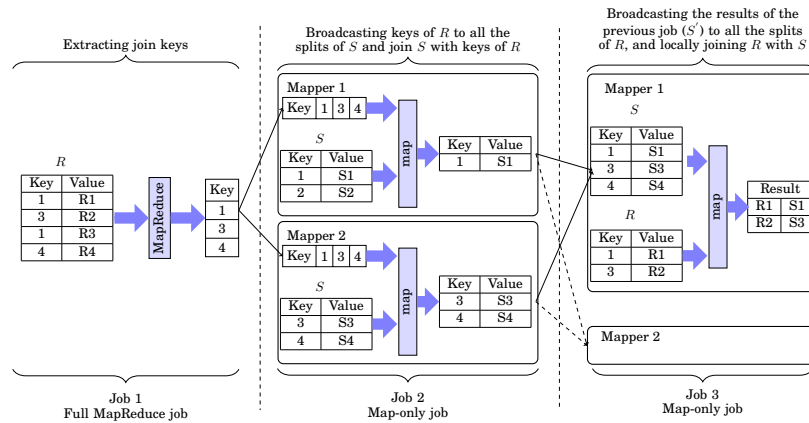 Extracting join keys
R
Key Value
1 R1
3 R2
1 R3
4 R4
MapReduce
Key
1
3
4
Job 1
Full MapReduce job
Broadcasting keys of R to all the
splits of S and join S with keys of R
Mapper 1
Key 1 3 4
S
Key Value
1 S1
2 S2
map
Key Value
1 S1
Mapper 2
Key 1 3 4
S
Key Value
3 S3
4 S4
map
Key Value
3 S3
4 S4
Job 2
Map-only job
Broadcasting the results of the
previous job (S′) to all the splits
of R, and locally joining R with S
Mapper 1
S
Key Value
1 S1
3 S3
4 S4
R
Key Value
1 R1
3 R2
map
Result
R1 S1
R2 S3
Mapper 2
Job 3
Map-only job